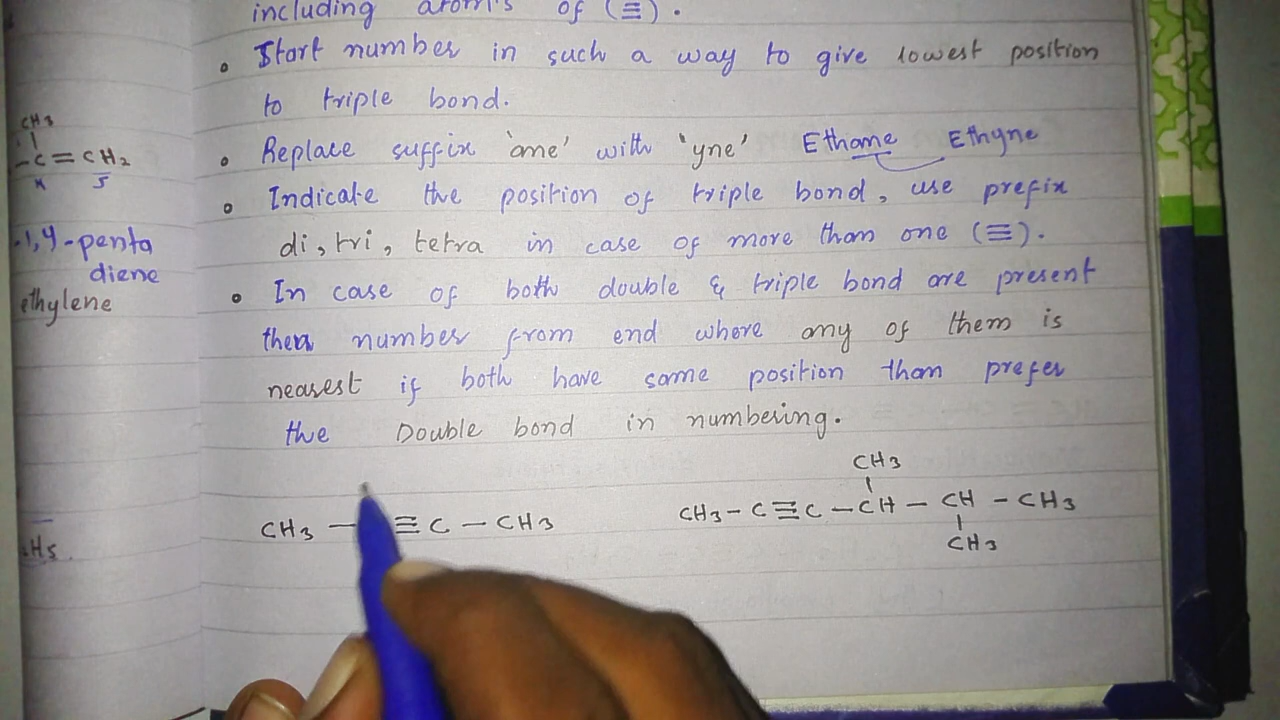 including atom's of (≡).
Start number in such a way to give lowest position
to triple bond.
Replace suffix 'ane' with 'yne' Ethane Ethyne
Indicate the position of triple bond, use prefix
di, tri, tetra in case of more than one (≡).
In case of both double & triple bond are present
then number from end where any of them is
nearest if both have same position than prefer
the Double bond in numbering.
CH3 — ≡ C — CH3
CH3
CH3 — C ≡ C — CH — CH — CH3
CH3
CH3
— C = CH2
5
-1,4-penta
diene
ethylene
H5.